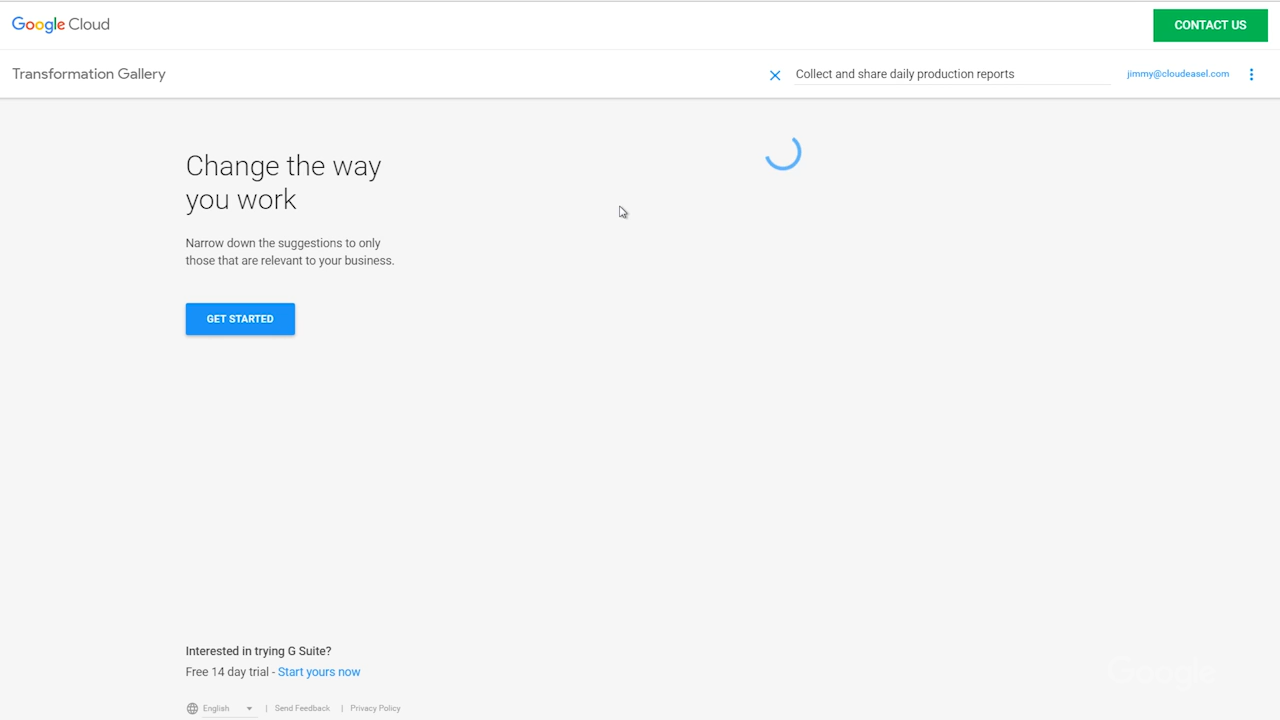 Google Cloud
CONTACT US
Transformation Gallery
Collect and share daily production reports
jimmy@cloudeasel.com
Change the way
you work
Narrow down the suggestions to only
those that are relevant to your business.
GET STARTED
Interested in trying G Suite?
Free 14 day trial - Start yours now
English | Send Feedback | Privacy Policy
Google